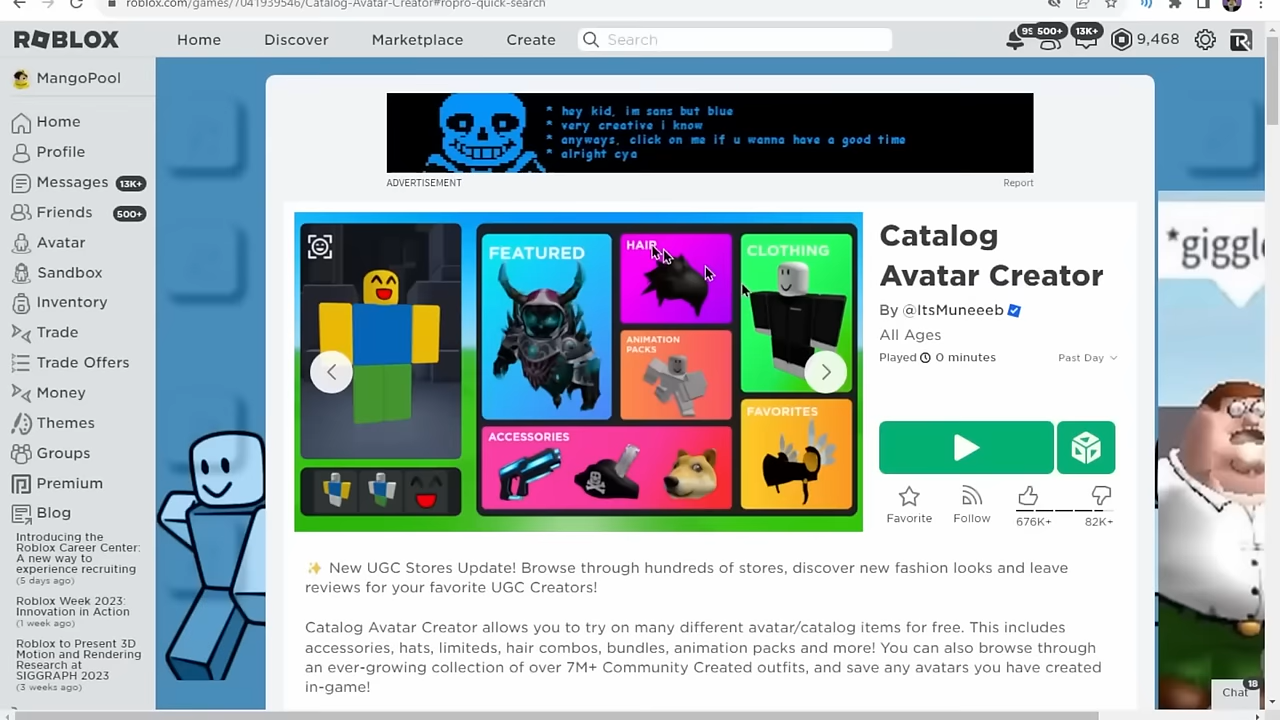 roblox.com/games/7041939546/Catalog-Avatar-Creator#ropro-quick-search
ROBLOX
Home
Discover
Marketplace
Create
Search
500+
13K+
9,468
MangoPool
Home
Profile
Messages 13K+
Friends 500+
Avatar
Sandbox
Inventory
Trade
Trade Offers
Money
Themes
Groups
Premium
Blog
Introducing the
Roblox Career Center:
A new way to
experience recruiting
(5 days ago)
Roblox Week 2023:
Innovation in Action
(1 week ago)
Roblox to Present 3D
Motion and Rendering
Research at
SIGGRAPH 2023
(3 weeks ago)
* hey kid, im sans but blue
* very creative i know
* anyways, click on me if u wanna have a good time
* alright cya
ADVERTISEMENT
Report
FEATURED
HAIR
CLOTHING
ANIMATION
PACKS
ACCESSORIES
FAVORITES
Catalog
Avatar Creator
By @ItsMuneeb
All Ages
Played 0 minutes
Past Day
Favorite
Follow
676K+
82K+
✨ New UGC Stores Update! Browse through hundreds of stores, discover new fashion looks and leave
reviews for your favorite UGC Creators!
Catalog Avatar Creator allows you to try on many different avatar/catalog items for free. This includes
accessories, hats, limiteds, hair combos, bundles, animation packs and more! You can also browse through
an ever-growing collection of over 7M+ Community Created outfits, and save any avatars you have created
in-game!
Chat
18